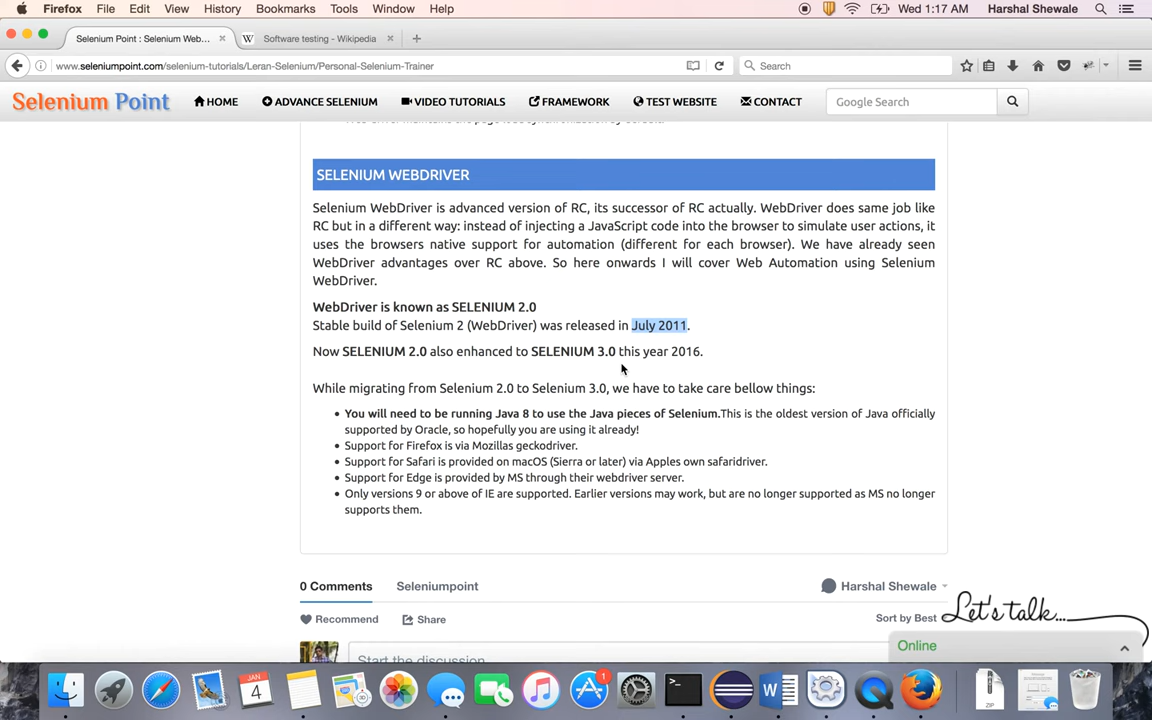 Firefox File Edit View History Bookmarks Tools Window Help Wed 1:17 AM Harshal Shewale
Selenium Point : Selenium Web... Software testing - Wikipedia
www.seleniumpoint.com/selenium-tutorials/Leran-Selenium/Personal-Selenium-Trainer Search
Selenium Point HOME ADVANCE SELENIUM VIDEO TUTORIALS FRAMEWORK TEST WEBSITE CONTACT Google Search
SELENIUM WEBDRIVER
Selenium WebDriver is advanced version of RC, its successor of RC actually. WebDriver does same job like
RC but in a different way: instead of injecting a JavaScript code into the browser to simulate user actions, it
uses the browsers native support for automation (different for each browser). We have already seen
WebDriver advantages over RC above. So here onwards I will cover Web Automation using Selenium
WebDriver.
WebDriver is known as SELENIUM 2.0
Stable build of Selenium 2 (WebDriver) was released in July 2011.
Now SELENIUM 2.0 also enhanced to SELENIUM 3.0 this year 2016.
While migrating from Selenium 2.0 to Selenium 3.0, we have to take care bellow things:
• You will need to be running Java 8 to use the Java pieces of Selenium.This is the oldest version of Java officially
supported by Oracle, so hopefully you are using it already!
• Support for Firefox is via Mozillas geckodriver.
• Support for Safari is provided on macOS (Sierra or later) via Apples own safaridriver.
• Support for Edge is provided by MS through their webdriver server.
• Only versions 9 or above of IE are supported. Earlier versions may work, but are no longer supported as MS no longer
supports them.
0 Comments Seleniumpoint Harshal Shewale
Recommend Share Sort by Best
Let's talk...
Start the discussion
Online
JAN
4
1
ZIP